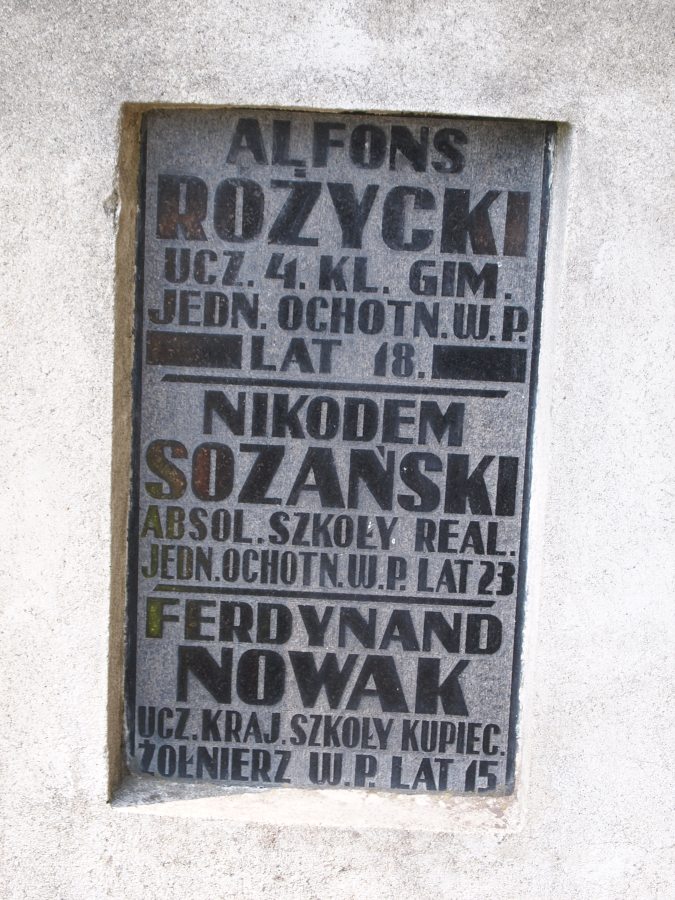 ALFONS
ROŻYCKI
UCZ. 4. KL. GIM.
JEDN. OCHOTN. W. P.
LAT 18.
NIKODEM
SOZAŃSKI
ABSOL. SZKOŁY REAL.
JEDN. OCHOTN. W. P. LAT 23
FERDYNAND
NOWAK
UCZ. KRAJ. SZKOŁY KUPIEC.
ŻOŁNIERZ W. P. LAT 15